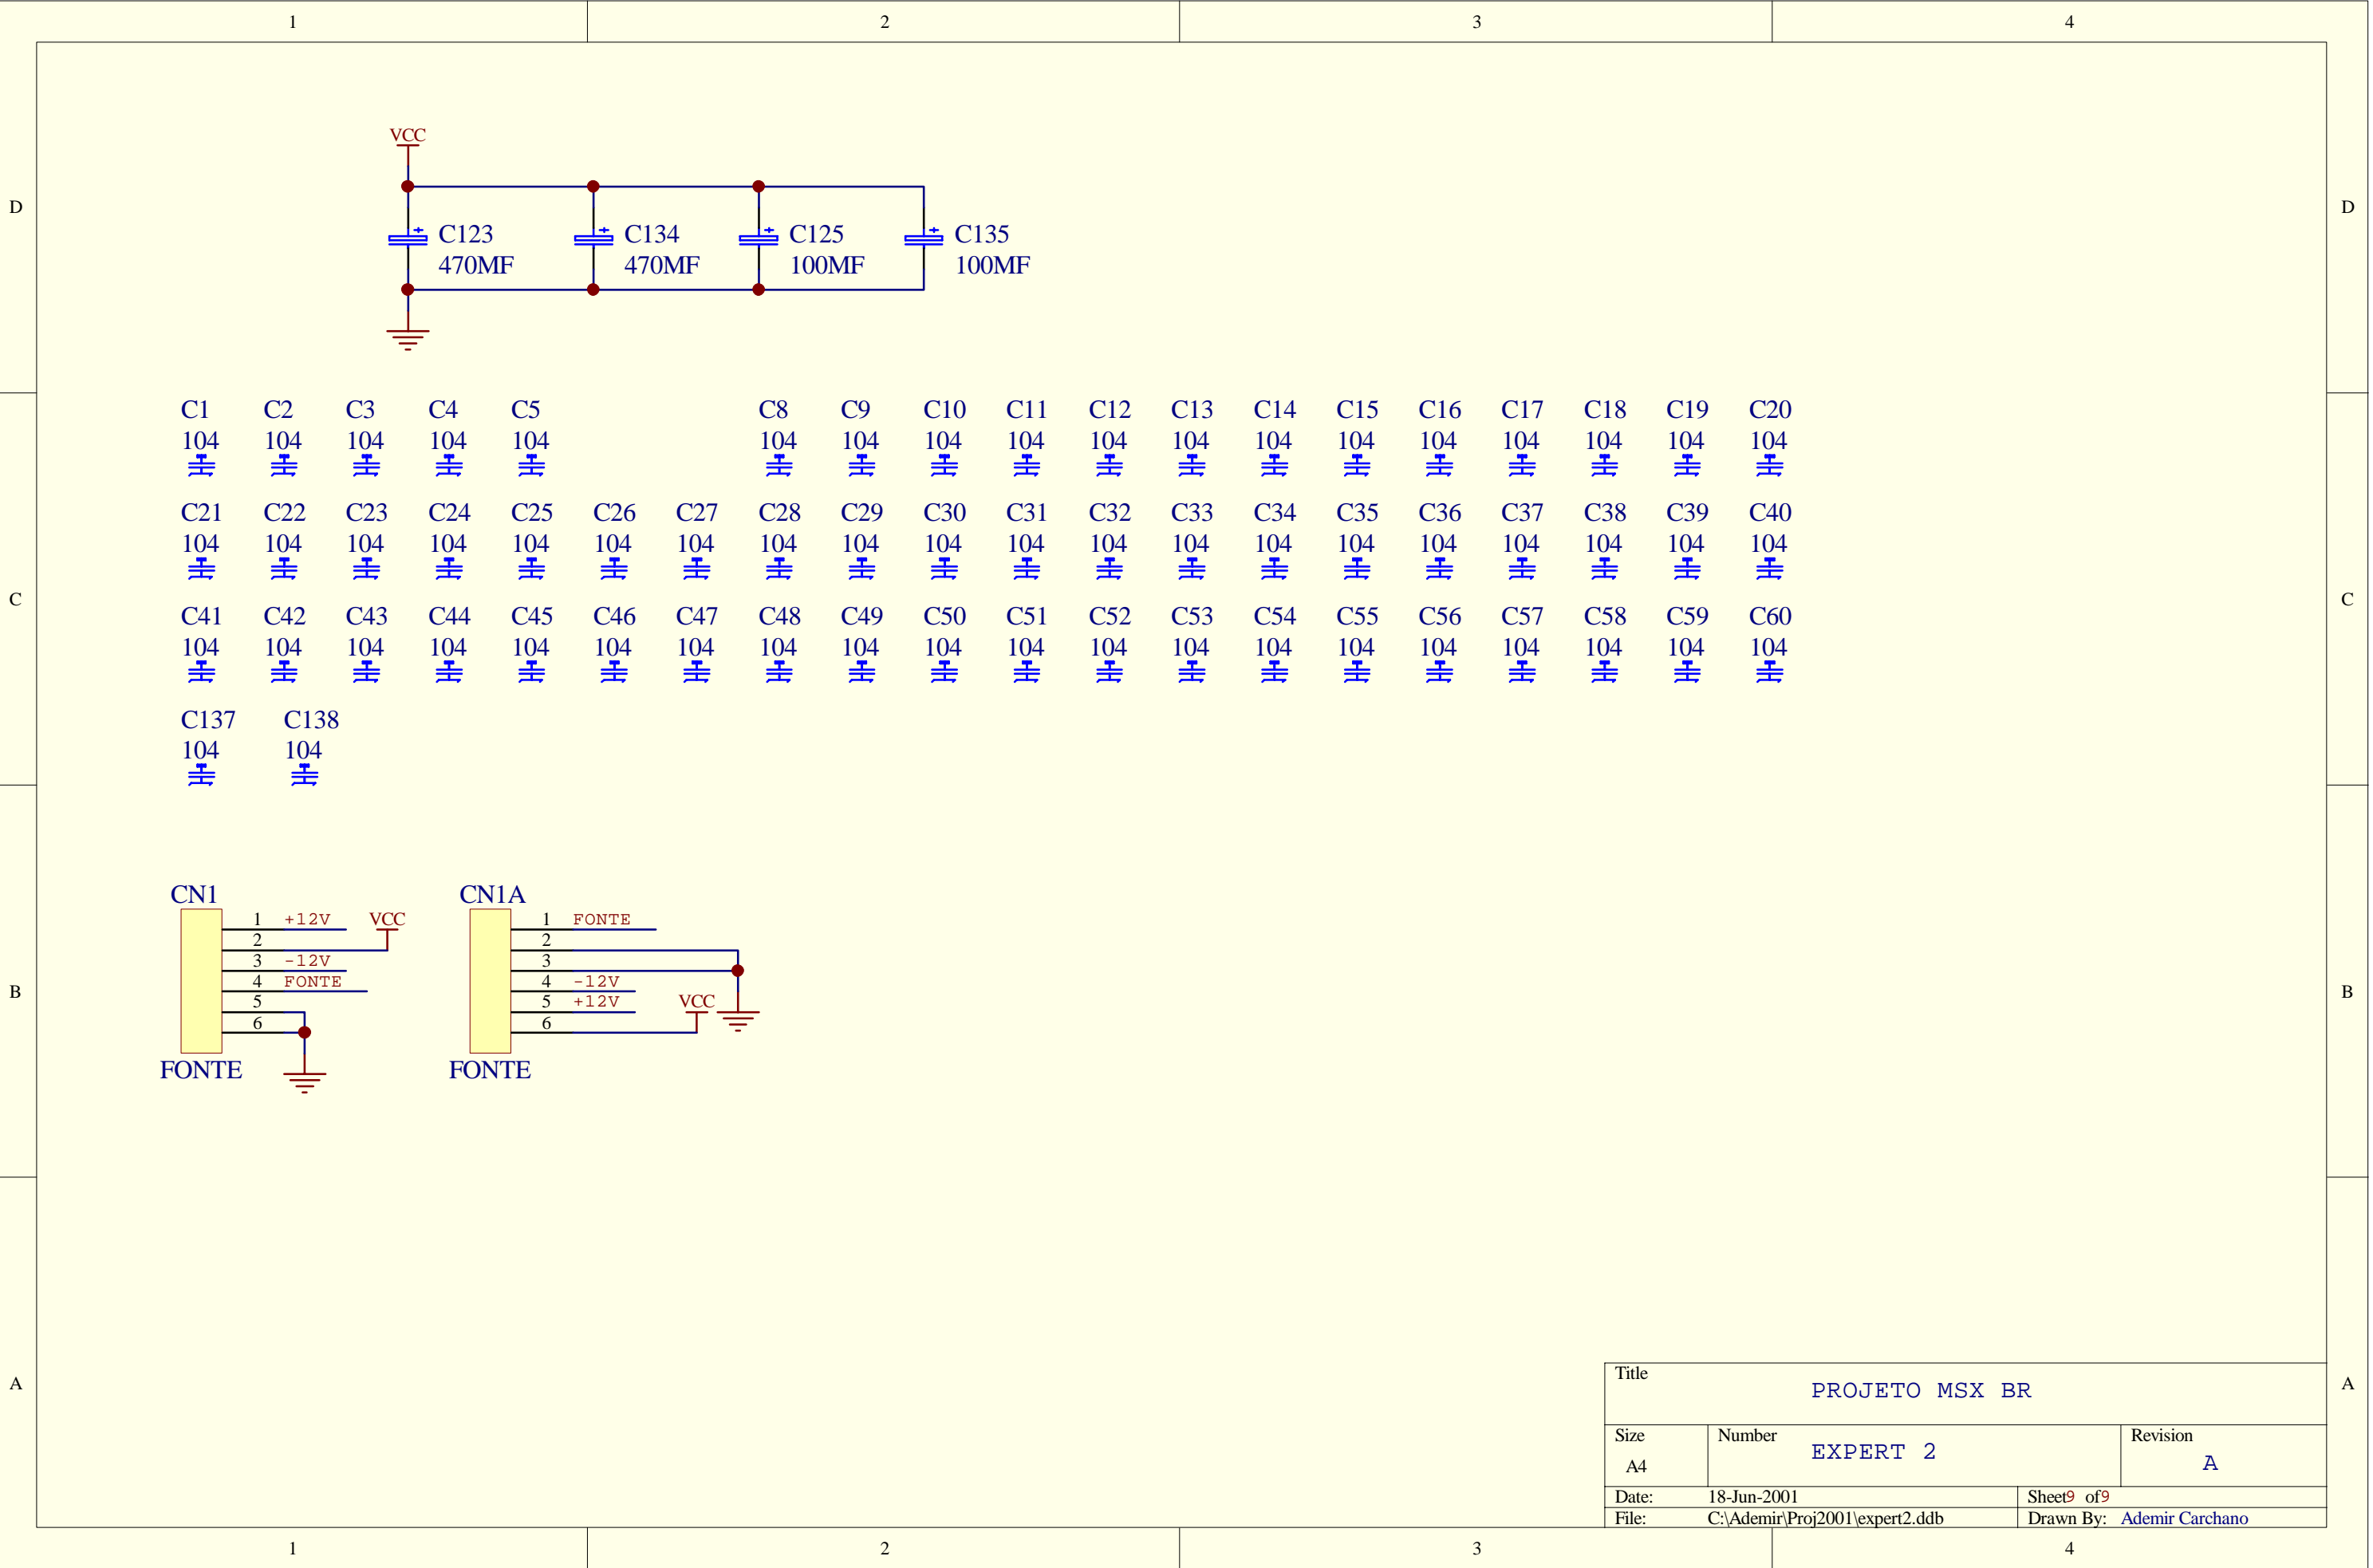 1 2 3 4
VCC
D D
C123 C134 C125 C135
470MF 470MF 100MF 100MF
C1 C2 C3 C4 C5 C8 C9 C10 C11 C12 C13 C14 C15 C16 C17 C18 C19 C20
104 104 104 104 104 104 104 104 104 104 104 104 104 104 104 104 104 104
C21 C22 C23 C24 C25 C26 C27 C28 C29 C30 C31 C32 C33 C34 C35 C36 C37 C38 C39 C40
104 104 104 104 104 104 104 104 104 104 104 104 104 104 104 104 104 104 104 104
C C
C41 C42 C43 C44 C45 C46 C47 C48 C49 C50 C51 C52 C53 C54 C55 C56 C57 C58 C59 C60
104 104 104 104 104 104 104 104 104 104 104 104 104 104 104 104 104 104 104 104
C137 C138
104 104
CN1 CN1A
1 +12V VCC 1 FONTE
2 2
3 -12V 3
4 FONTE 4 -12V
B B
5 5 +12V VCC
6 6
FONTE FONTE
A A
Title
PROJETO MSX BR
Size Number Revision
EXPERT 2
A4 A
Date: 18-Jun-2001 Sheet9 of9
File: C:\Ademir\Proj2001\expert2.ddb Drawn By: Ademir Carchano
1 2 3 4